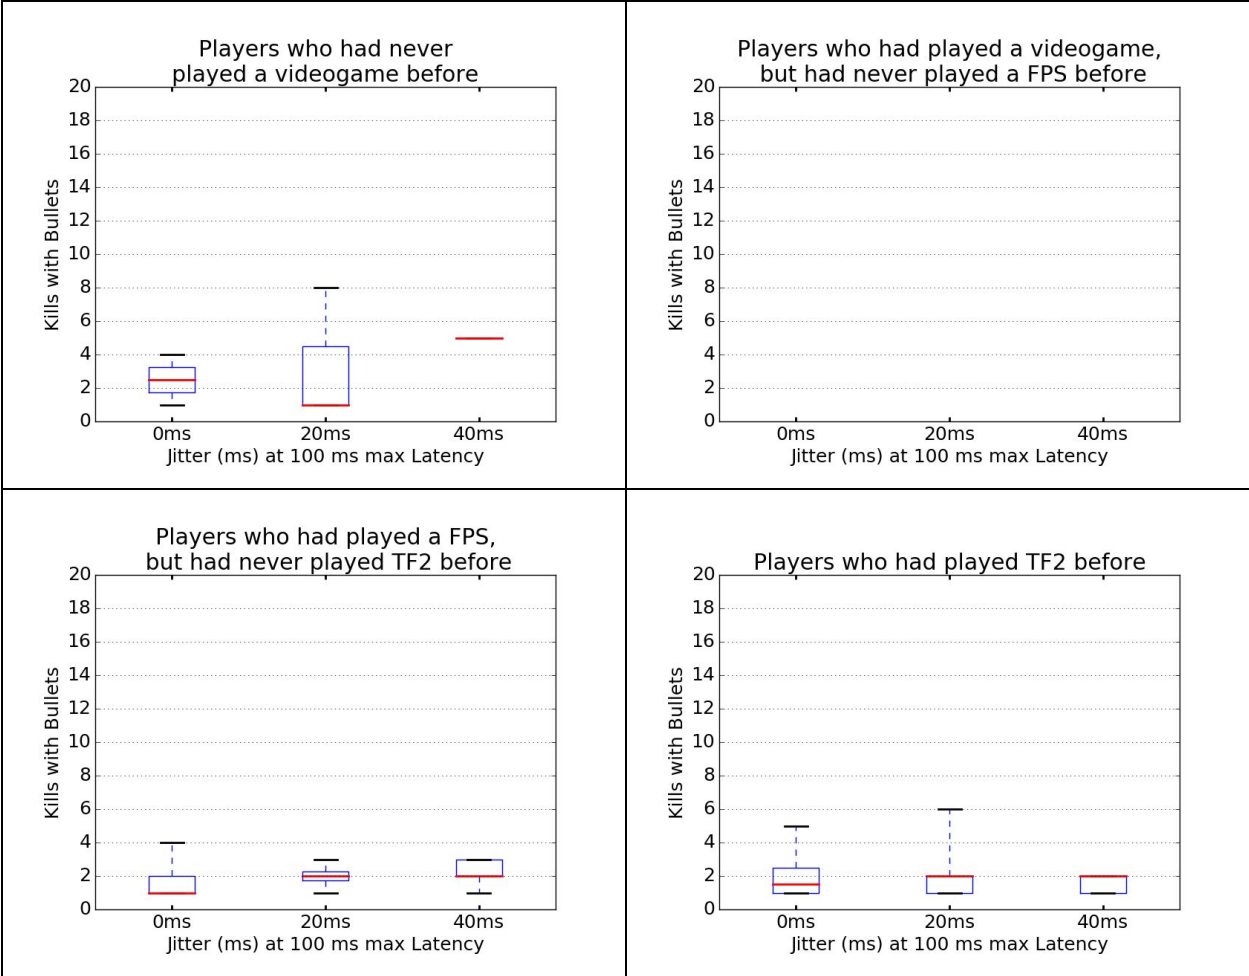 Players who had never
played a videogame before
20
18
16
14
12
10
8
6
4
2
0
Kills with Bullets
0ms 20ms 40ms
Jitter (ms) at 100 ms max Latency
Players who had played a videogame,
but had never played a FPS before
20
18
16
14
12
10
8
6
4
2
0
Kills with Bullets
0ms 20ms 40ms
Jitter (ms) at 100 ms max Latency
Players who had played a FPS,
but had never played TF2 before
20
18
16
14
12
10
8
6
4
2
0
Kills with Bullets
0ms 20ms 40ms
Jitter (ms) at 100 ms max Latency
Players who had played TF2 before
20
18
16
14
12
10
8
6
4
2
0
Kills with Bullets
0ms 20ms 40ms
Jitter (ms) at 100 ms max Latency